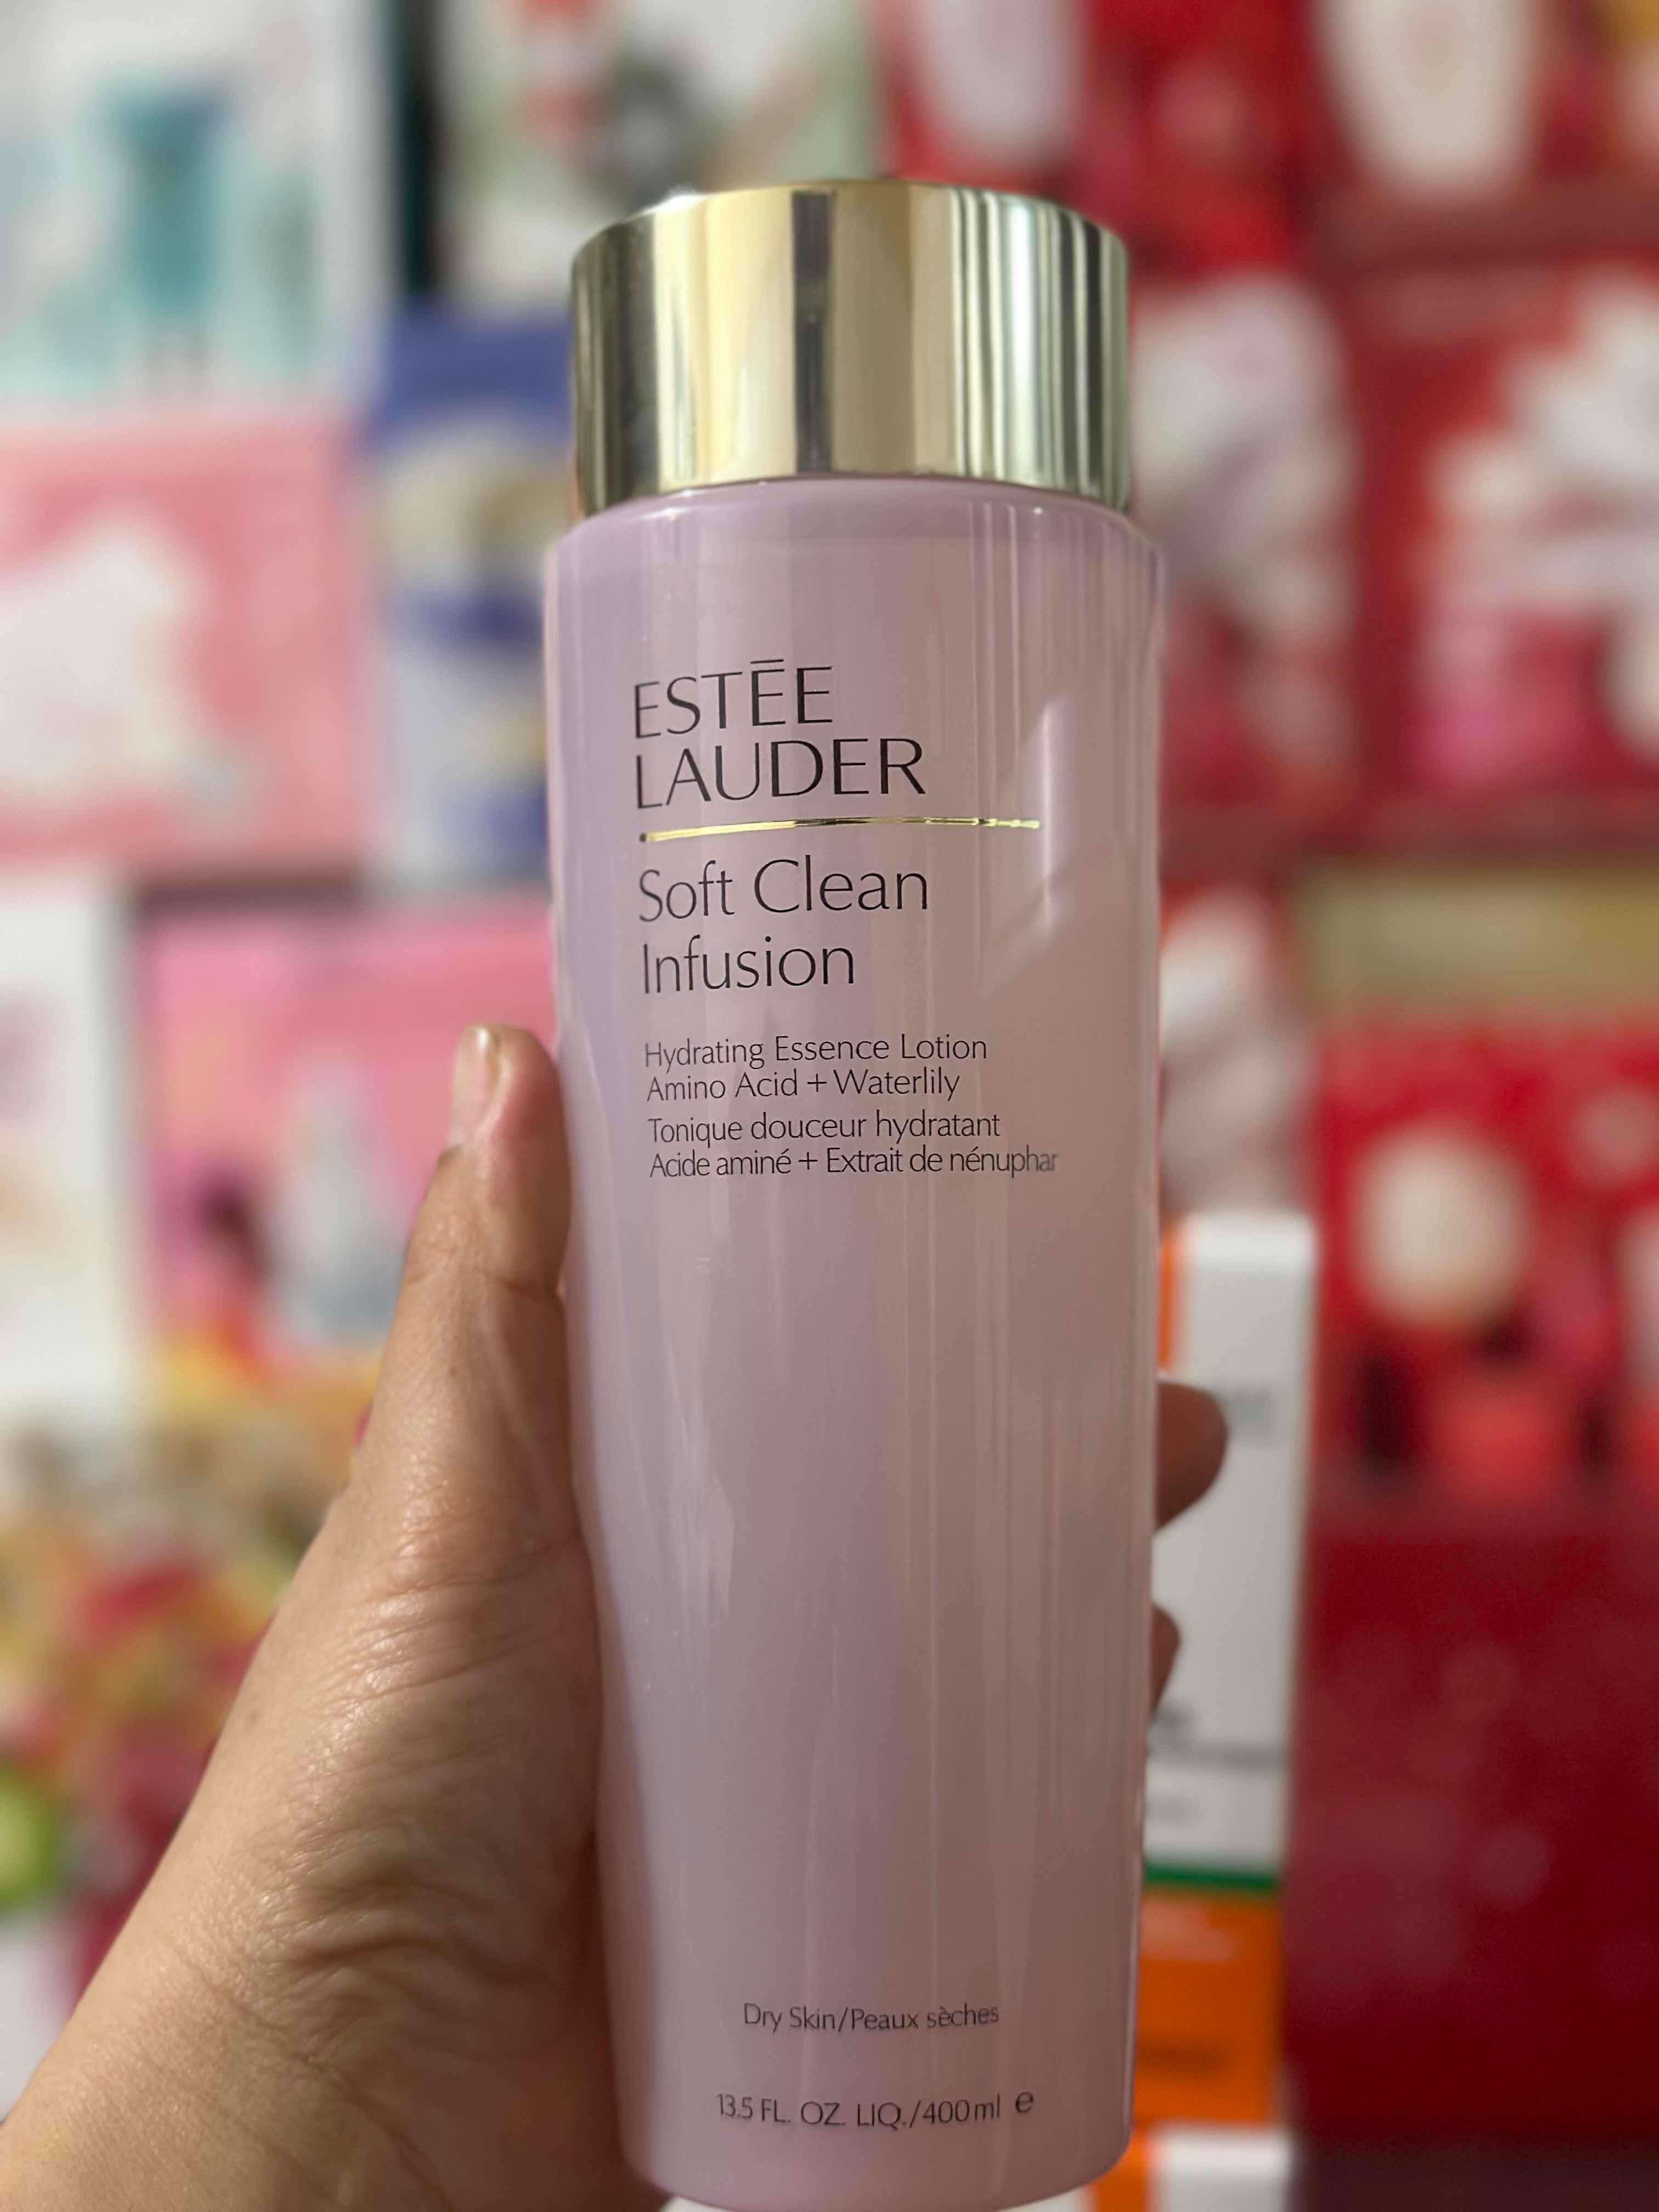 ESTĒE
LAUDER
Soft Clean
Infusion
Hydrating Essence Lotion
Amino Acid + Waterlily
Tonique douceur hydratant
Acide aminé + Extrait de nénuphar
Dry Skin/Peaux sèches
13.5 FL. OZ. LIQ./400ml ℮